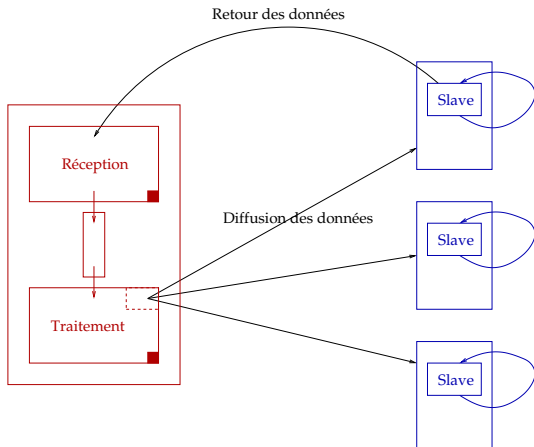 Retour des données
Slave
Réception
Diffusion des données
Slave
Traitement
Slave